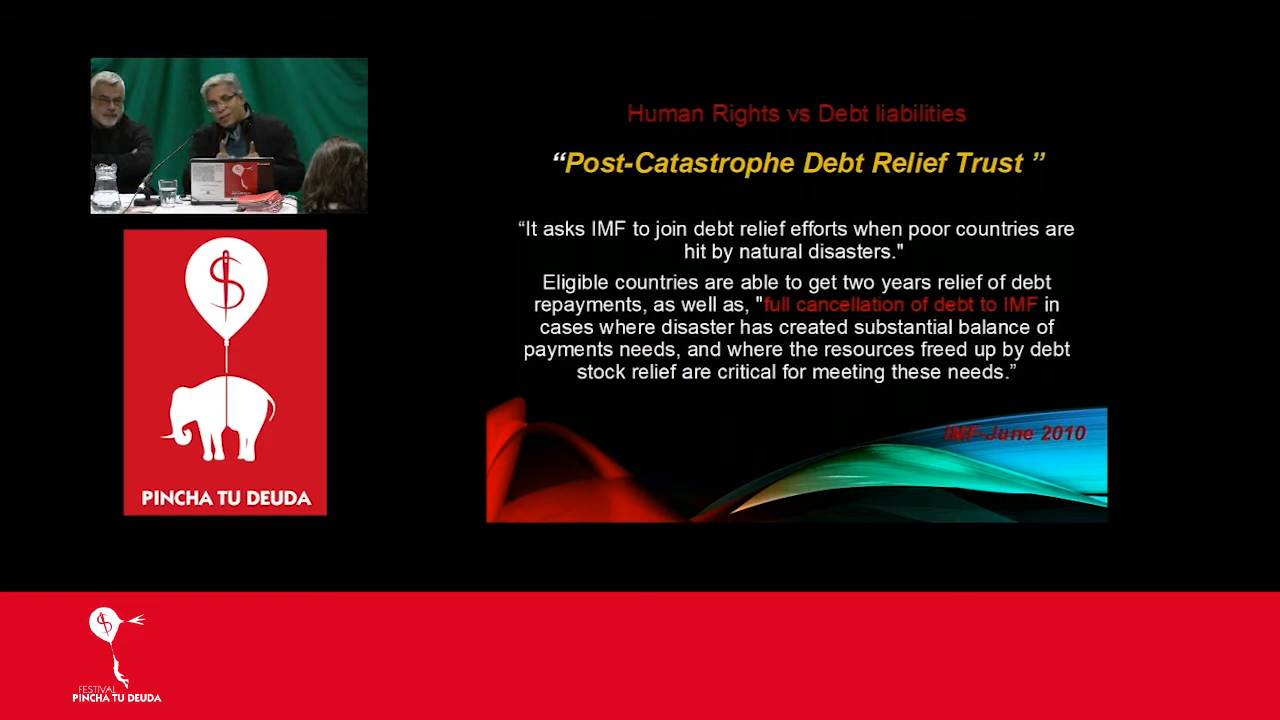 Human Rights vs Debt liabilities
“Post-Catastrophe Debt Relief Trust ”
“It asks IMF to join debt relief efforts when poor countries are
hit by natural disasters."
Eligible countries are able to get two years relief of debt
repayments, as well as, "full cancellation of debt to IMF in
cases where disaster has created substantial balance of
payments needs, and where the resources freed up by debt
stock relief are critical for meeting these needs.”
IMF-June 2010
PINCHA TU DEUDA
FESTIVAL
PINCHA TU DEUDA